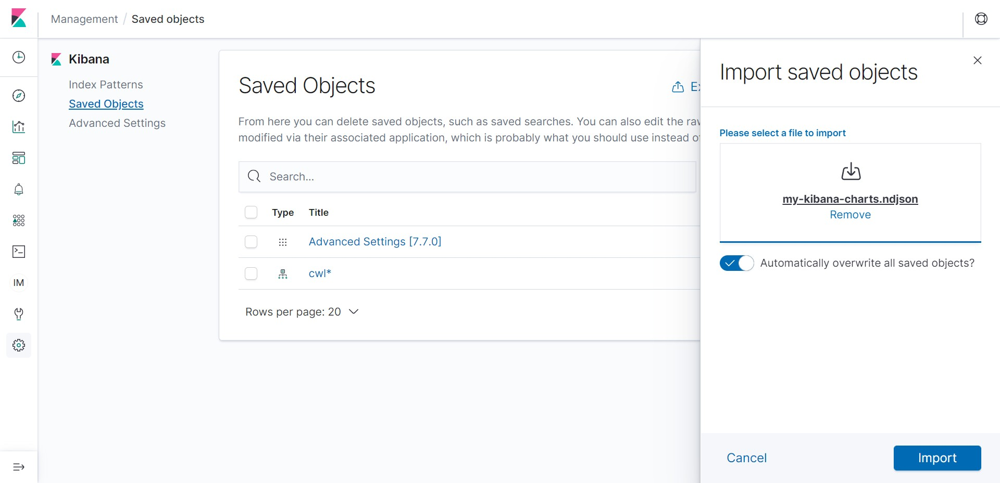 Management / Saved objects
Kibana
Index Patterns
Saved Objects
Advanced Settings
IM
Saved Objects
From here you can delete saved objects, such as saved searches. You can also edit the raw
modified via their associated application, which is probably what you should use instead of
Search...
Type Title
Advanced Settings [7.7.0]
cwl*
Rows per page: 20
Import saved objects
Please select a file to import
my-kibana-charts.ndjson
Remove
Automatically overwrite all saved objects?
Cancel
Import